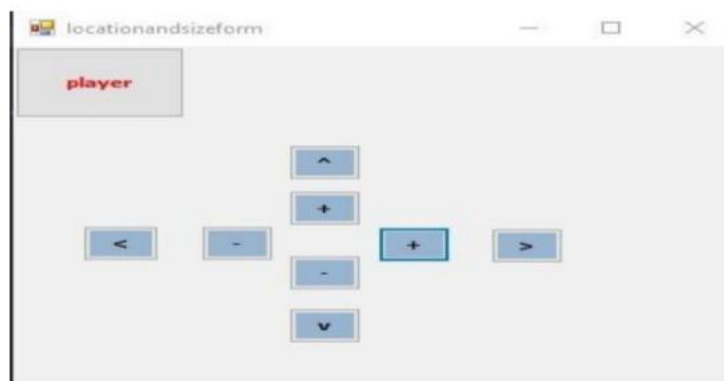 locationandsizeform
player
^
+
< - + >
-
v